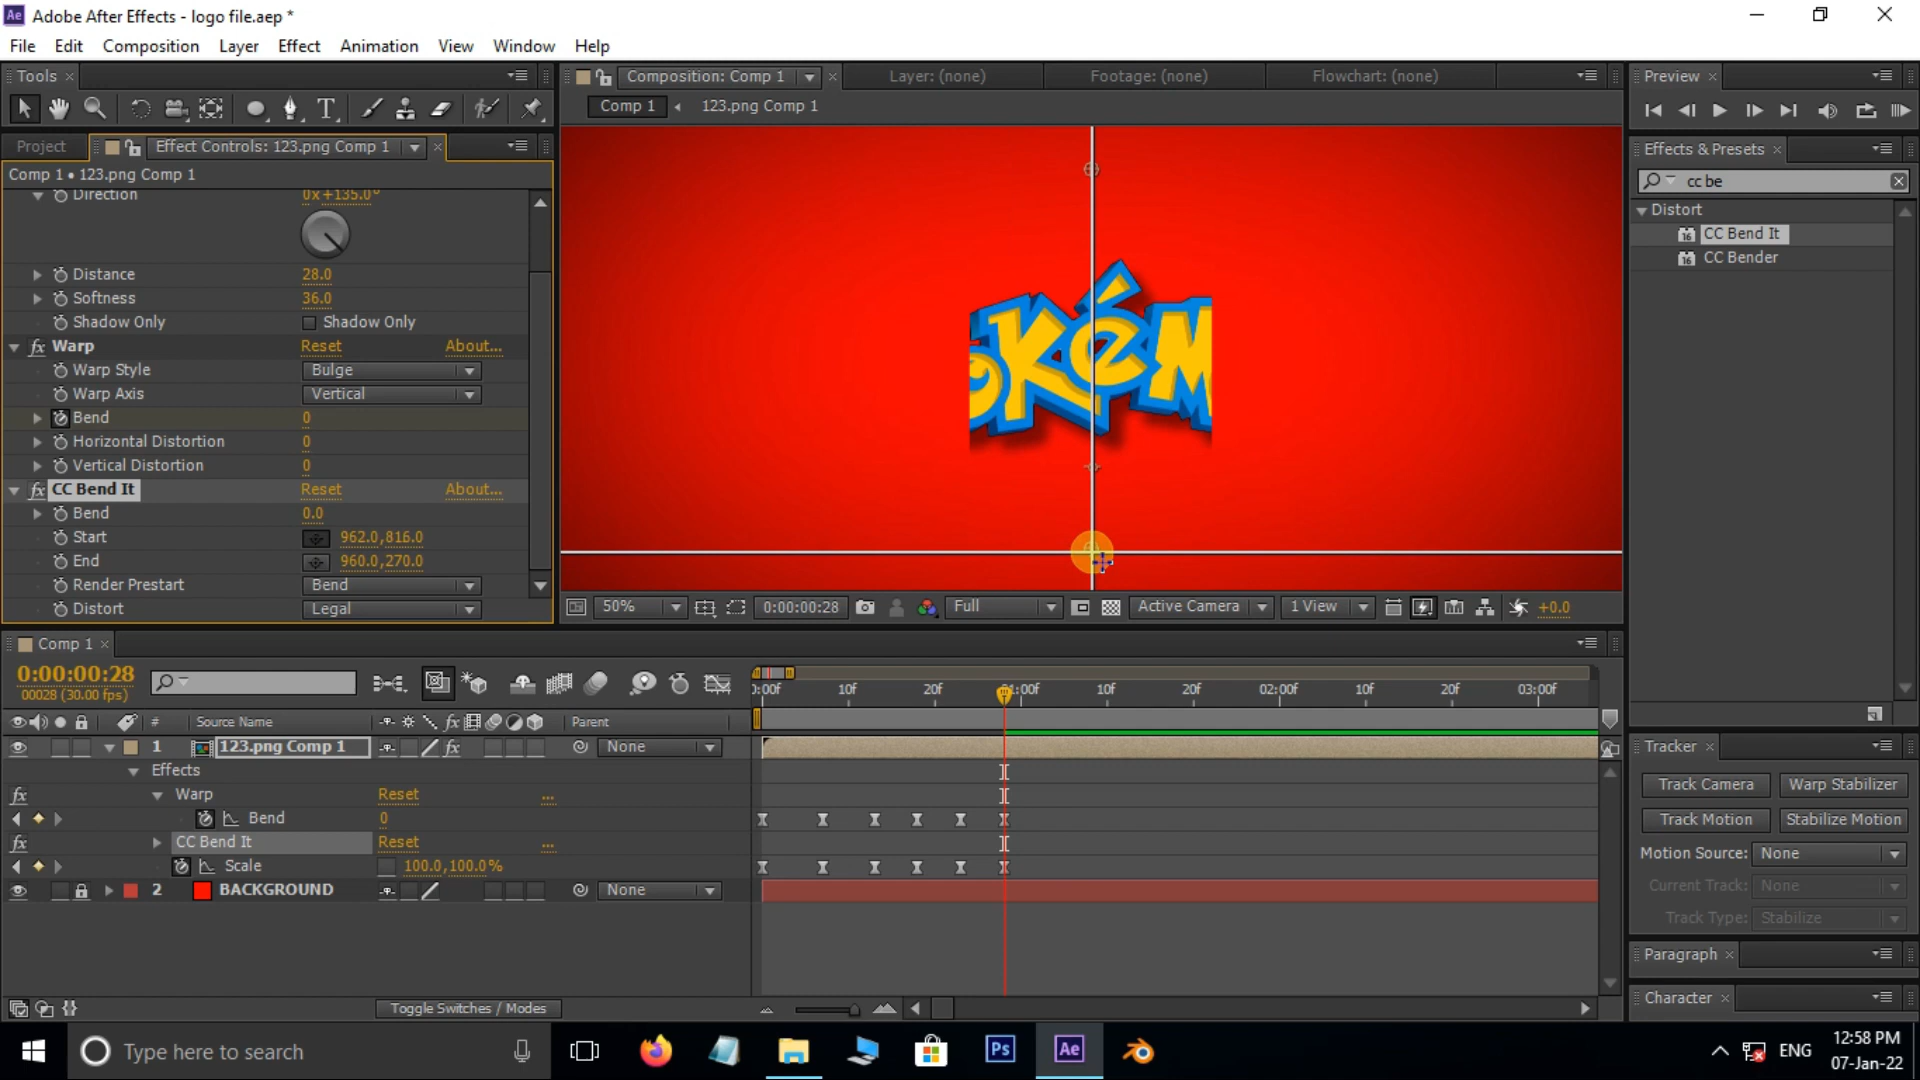 Adobe After Effects - logo file.aep *
File Edit Composition Layer Effect Animation View Window Help
Tools
Composition: Comp 1
Layer: (none)
Footage: (none)
Flowchart: (none)
Preview
Comp 1
123.png Comp 1
Project
Effect Controls: 123.png Comp 1
Effects & Presets
Comp 1 • 123.png Comp 1
cc be
Direction 0x+135.0°
Distort
CC Bend It
CC Bender
Distance 28.0
Softness 36.0
Shadow Only Shadow Only
Warp Reset About...
Warp Style Bulge
Warp Axis Vertical
Bend 0
Horizontal Distortion 0
Vertical Distortion 0
CC Bend It Reset About...
Bend 0.0
Start 962.0,816.0
End 960.0,270.0
Render Prestart Bend
Distort Legal
okém
50% 0:00:00:28 Full Active Camera 1 View +0.0
Comp 1
0:00:00:28
00028 (30.00 fps)
0:00f 10f 20f 01:00f 10f 20f 02:00f 10f 20f 03:00f
# Source Name fx Parent
1 123.png Comp 1 fx None
Effects
fx Warp Reset ...
Bend 0
fx CC Bend It Reset ...
Scale 100.0,100.0%
2 BACKGROUND None
Toggle Switches / Modes
Tracker
Track Camera Warp Stabilizer
Track Motion Stabilize Motion
Motion Source: None
Current Track: None
Track Type: Stabilize
Paragraph
Character
Type here to search
Ps
Ae
ENG
12:58 PM
07-Jan-22